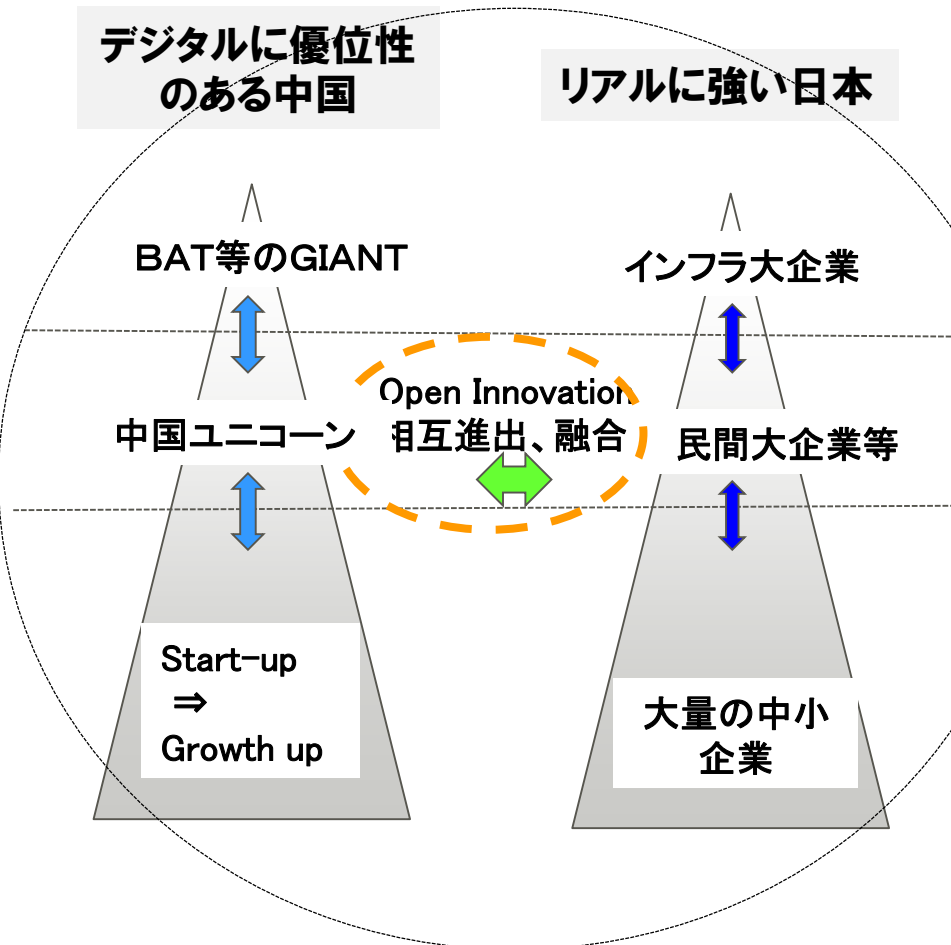 デジタルに優位性
のある中国
リアルに強い日本
BAT等のGIANT
インフラ大企業
Open Innovation
相互進出、融合
中国ユニコーン
民間大企業等
Start-up
⇒
Growth up
大量の中小
企業